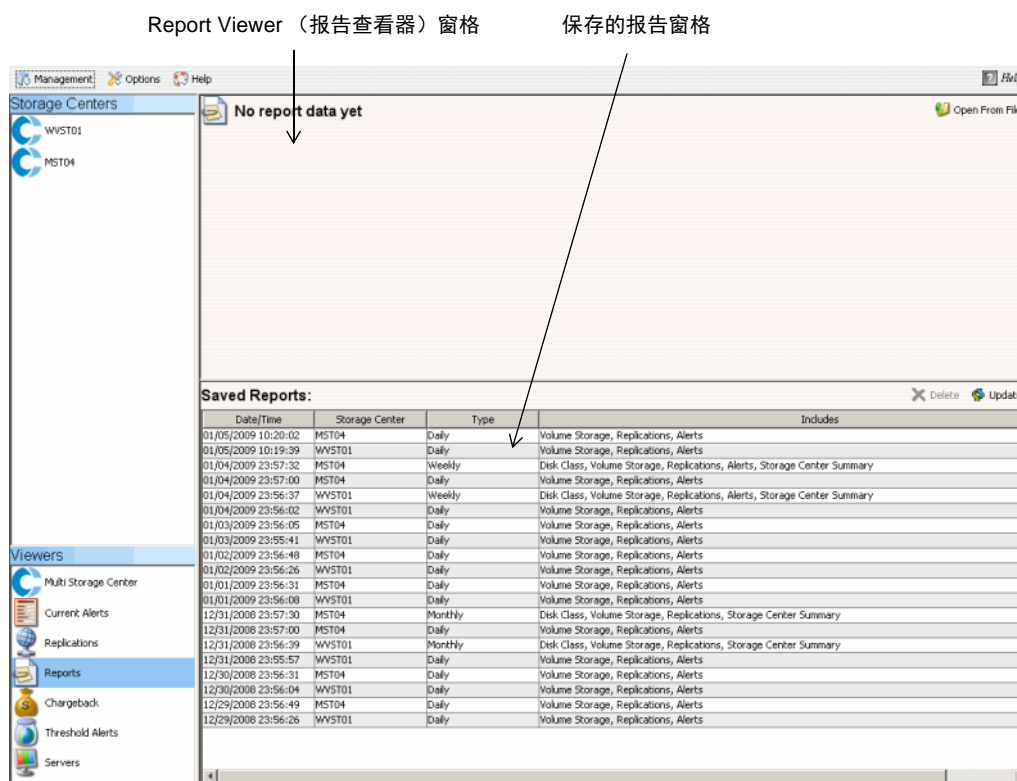 Report Viewer （报告查看器）窗格 保存的报告窗格
Management Options Help
Storage Centers
WVST01
MST04
No report data yet
Open From
Saved Reports:
Delete
Date/Time Storage Center Type Includes
01/05/2009 10:20:02 MST04 Daily Volume Storage, Replications, Alerts
01/05/2009 10:19:39 WVST01 Daily Volume Storage, Replications, Alerts
01/04/2009 23:57:32 MST04 Weekly Disk Class, Volume Storage, Replications, Alerts, Storage Center Summary
01/04/2009 23:57:00 MST04 Daily Volume Storage, Replications, Alerts
01/04/2009 23:56:37 WVST01 Weekly Disk Class, Volume Storage, Replications, Alerts, Storage Center Summary
01/04/2009 23:56:02 WVST01 Daily Volume Storage, Replications, Alerts
01/03/2009 23:56:05 MST04 Daily Volume Storage, Replications, Alerts
01/03/2009 23:55:41 WVST01 Daily Volume Storage, Replications, Alerts
01/02/2009 23:56:48 MST04 Daily Volume Storage, Replications, Alerts
01/02/2009 23:56:26 WVST01 Daily Volume Storage, Replications, Alerts
01/01/2009 23:56:31 MST04 Daily Volume Storage, Replications, Alerts
01/01/2009 23:56:08 WVST01 Daily Volume Storage, Replications, Alerts
12/31/2008 23:57:30 MST04 Monthly Disk Class, Volume Storage, Replications, Storage Center Summary
12/31/2008 23:57:00 MST04 Daily Volume Storage, Replications, Alerts
12/31/2008 23:56:39 WVST01 Monthly Disk Class, Volume Storage, Replications, Storage Center Summary
12/31/2008 23:55:57 WVST01 Daily Volume Storage, Replications, Alerts
12/30/2008 23:56:31 MST04 Daily Volume Storage, Replications, Alerts
12/30/2008 23:56:04 WVST01 Daily Volume Storage, Replications, Alerts
12/29/2008 23:56:49 MST04 Daily Volume Storage, Replications, Alerts
12/29/2008 23:56:26 WVST01 Daily Volume Storage, Replications, Alerts
Viewers
Multi Storage Center
Current Alerts
Replications
Reports
Chargeback
Threshold Alerts
Servers